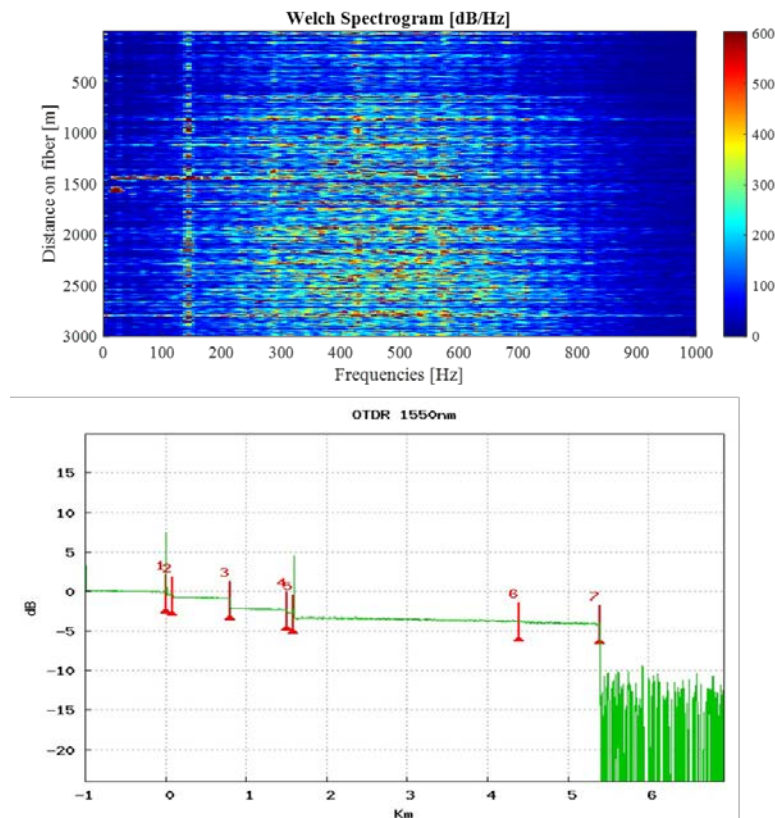 Welch Spectrogram [dB/Hz]
Distance on fiber [m]
500
1000
1500
2000
2500
3000
0 100 200 300 400 500 600 700 800 900 1000
Frequencies [Hz]
600
500
400
300
200
100
0
OTDR 1550nm
dB
15
10
5
0
-5
-10
-15
-20
1 2 3 4 5 6 7
-1 0 1 2 3 4 5 6
Km